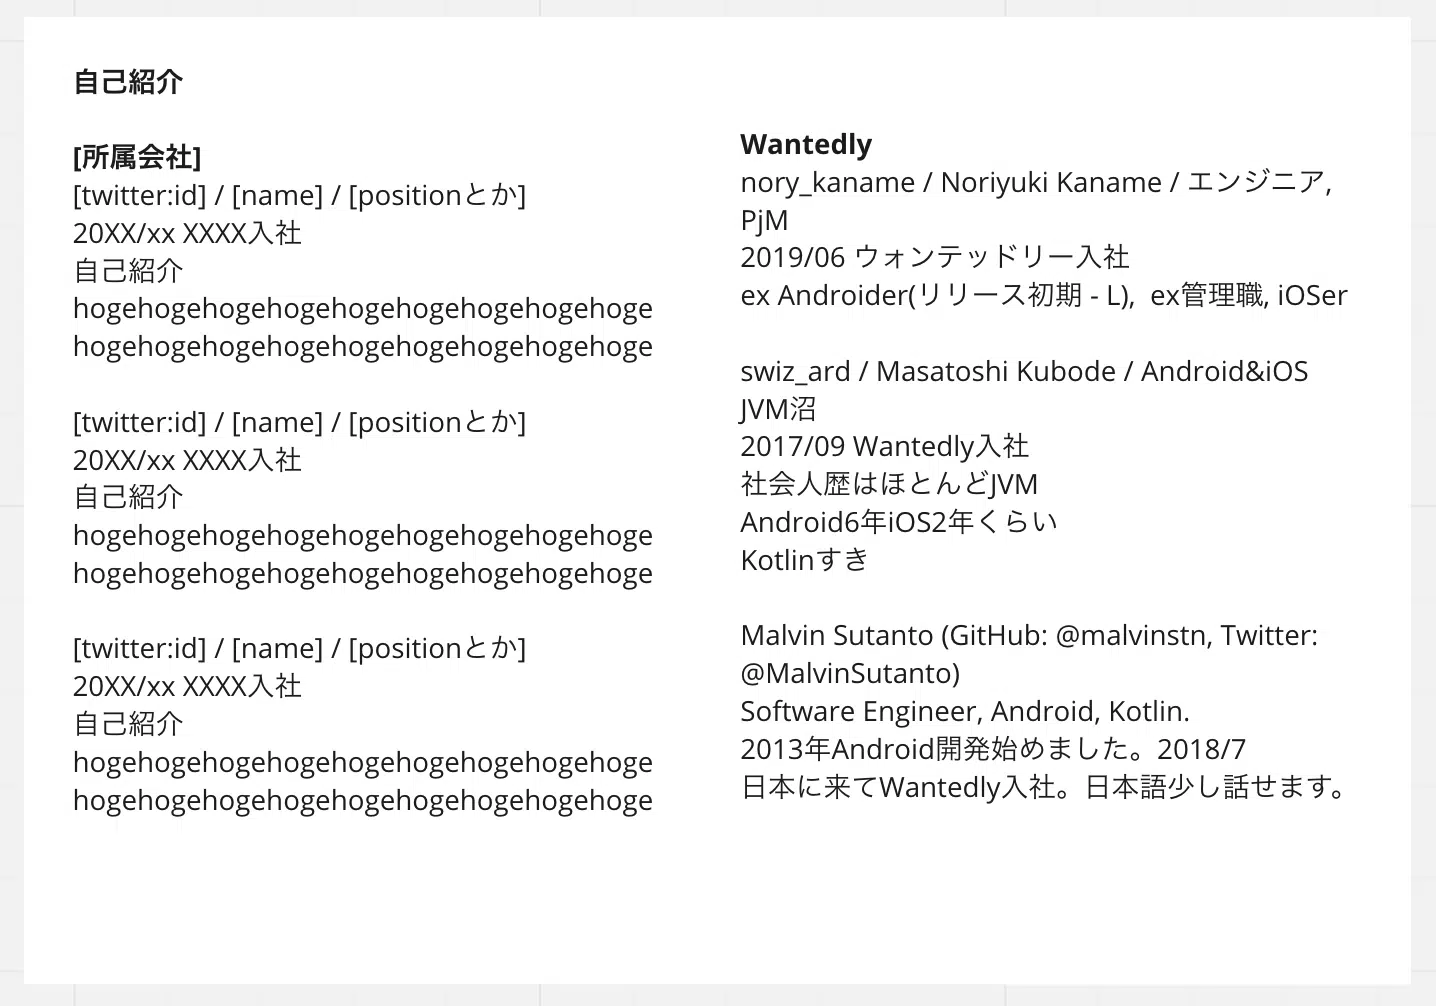 自己紹介
[所属会社]
[twitter:id] / [name] / [positionとか]
20XX/xx XXXX入社
自己紹介
hogehogehogehogehogehogehogehogehoge
hogehogehogehogehogehogehogehogehoge
[twitter:id] / [name] / [positionとか]
20XX/xx XXXX入社
自己紹介
hogehogehogehogehogehogehogehogehoge
hogehogehogehogehogehogehogehogehoge
[twitter:id] / [name] / [positionとか]
20XX/xx XXXX入社
自己紹介
hogehogehogehogehogehogehogehogehoge
hogehogehogehogehogehogehogehogehoge
Wantedly
nory_kaname / Noriyuki Kaname / エンジニア,
PjM
2019/06 ウォンテッドリー入社
ex Androider(リリース初期 - L),  ex管理職, iOSer
swiz_ard / Masatoshi Kubode / Android&iOS
JVM沼
2017/09 Wantedly入社
社会人歴はほとんどJVM
Android6年iOS2年くらい
Kotlinすき
Malvin Sutanto (GitHub: @malvinstn, Twitter:
@MalvinSutanto)
Software Engineer, Android, Kotlin.
2013年Android開発始めました。2018/7
日本に来てWantedly入社。日本語少し話せます。